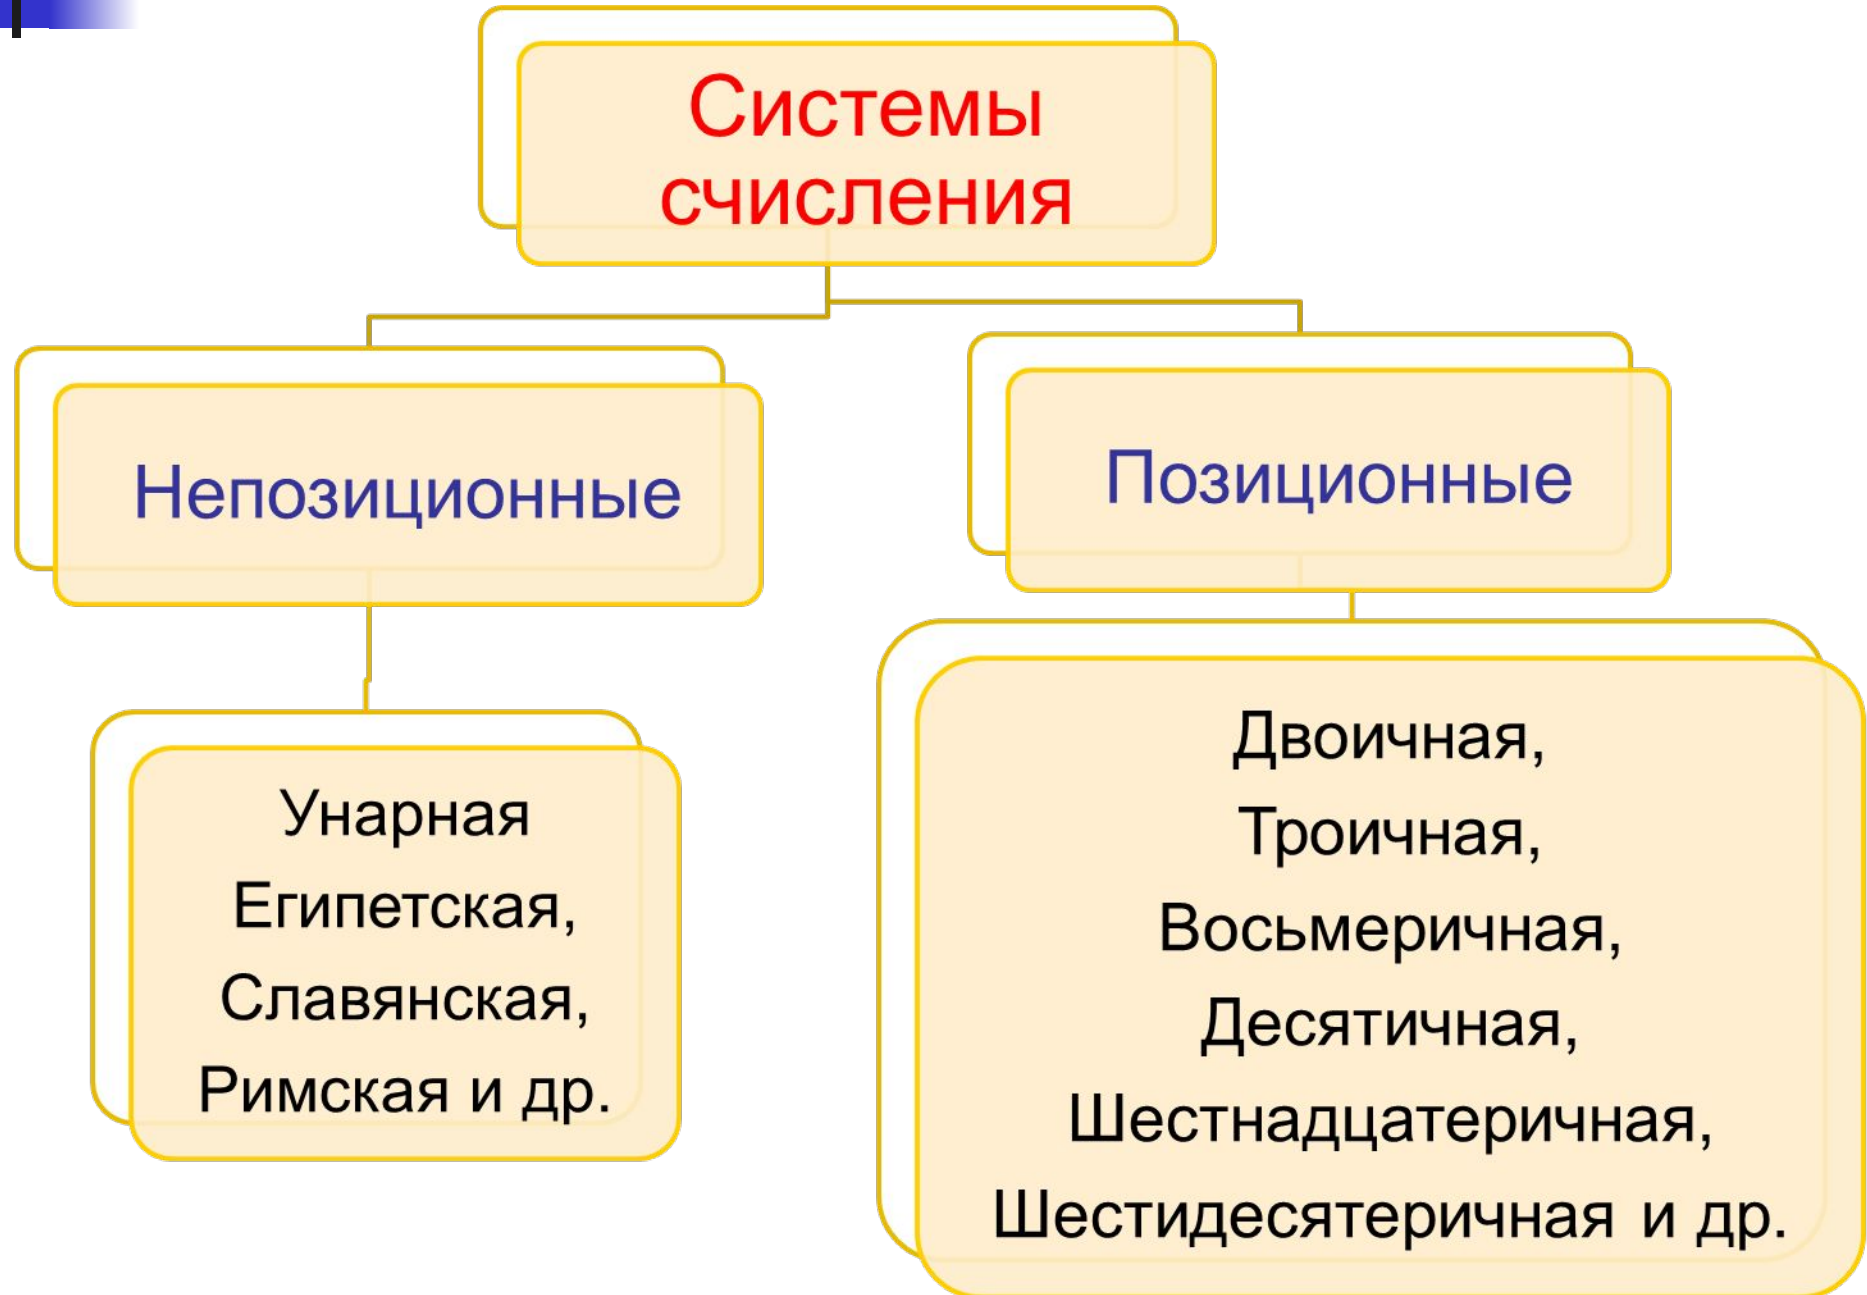 Системы
счисления
Непозиционные
Позиционные
Унарная
Египетская,
Славянская,
Римская и др.
Двоичная,
Троичная,
Восьмеричная,
Десятичная,
Шестнадцатеричная,
Шестидесятеричная и др.